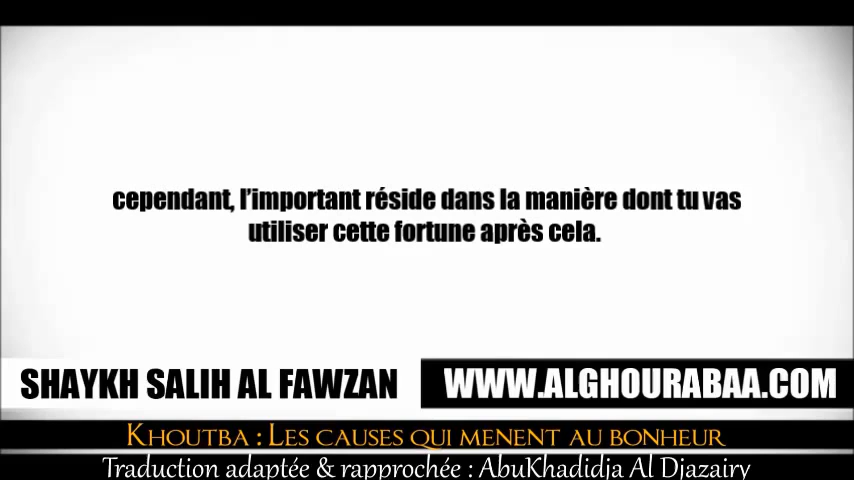 cependant, l'important réside dans la manière dont tu vas
utiliser cette fortune après cela.
SHAYKH SALIH AL FAWZAN
WWW.ALGHOURABAA.COM
Khoutba : Les causes qui menent au bonheur
Traduction adaptée & rapprochée : AbuKhadidja Al Djazairy